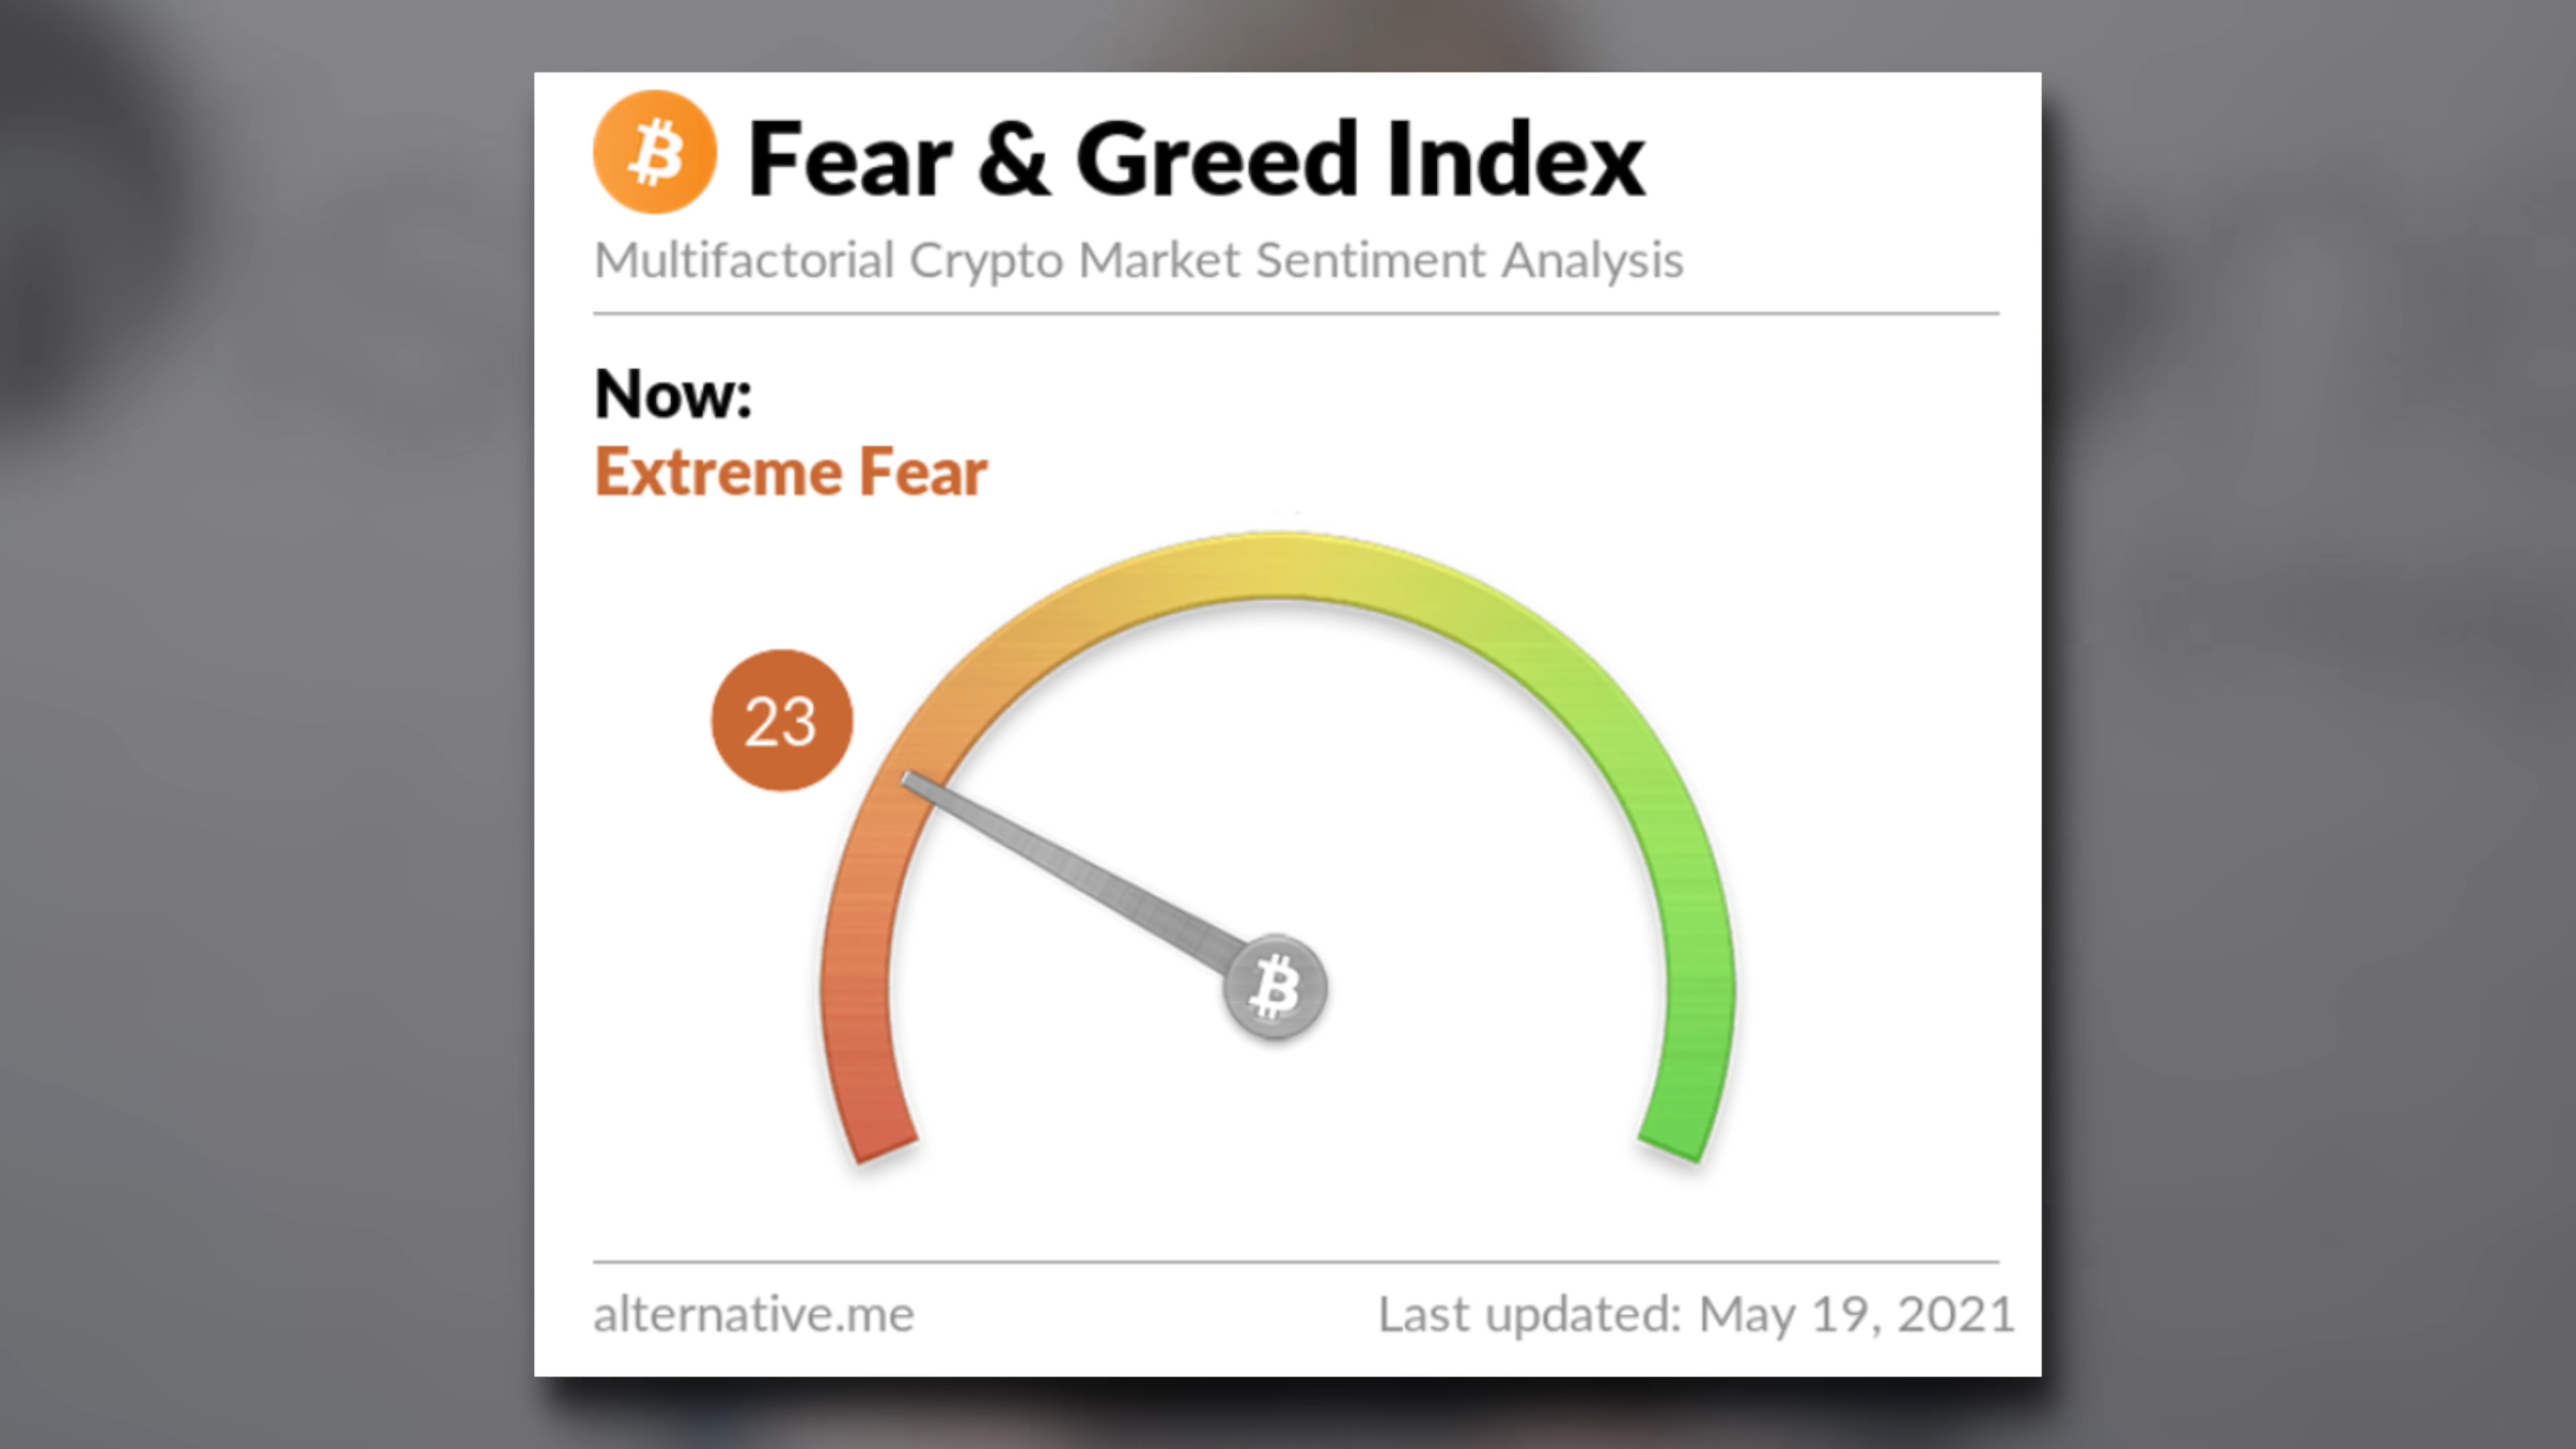 Fear & Greed Index
Multifactorial Crypto Market Sentiment Analysis
Now:
Extreme Fear
23
alternative.me
Last updated: May 19, 2021